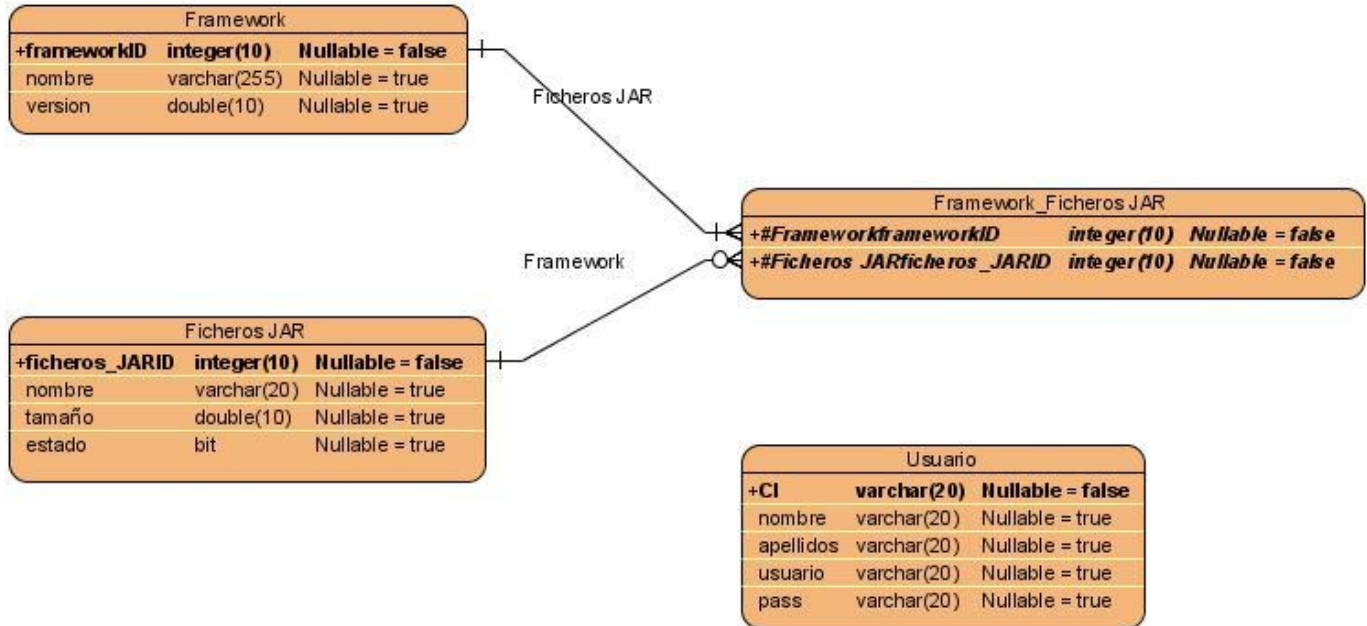 Framework
+frameworkID integer(10) Nullable = false
nombre varchar(255) Nullable = true
version double(10) Nullable = true
Ficheros JAR
Framework_Ficheros JAR
+#FrameworkframeworkID integer(10) Nullable = false
+#Ficheros JARficheros_JARID integer(10) Nullable = false
Framework
Ficheros JAR
+ficheros_JARID integer(10) Nullable = false
nombre varchar(20) Nullable = true
tamaño double(10) Nullable = true
estado bit Nullable = true
Usuario
+CI varchar(20) Nullable = false
nombre varchar(20) Nullable = true
apellidos varchar(20) Nullable = true
usuario varchar(20) Nullable = true
pass varchar(20) Nullable = true